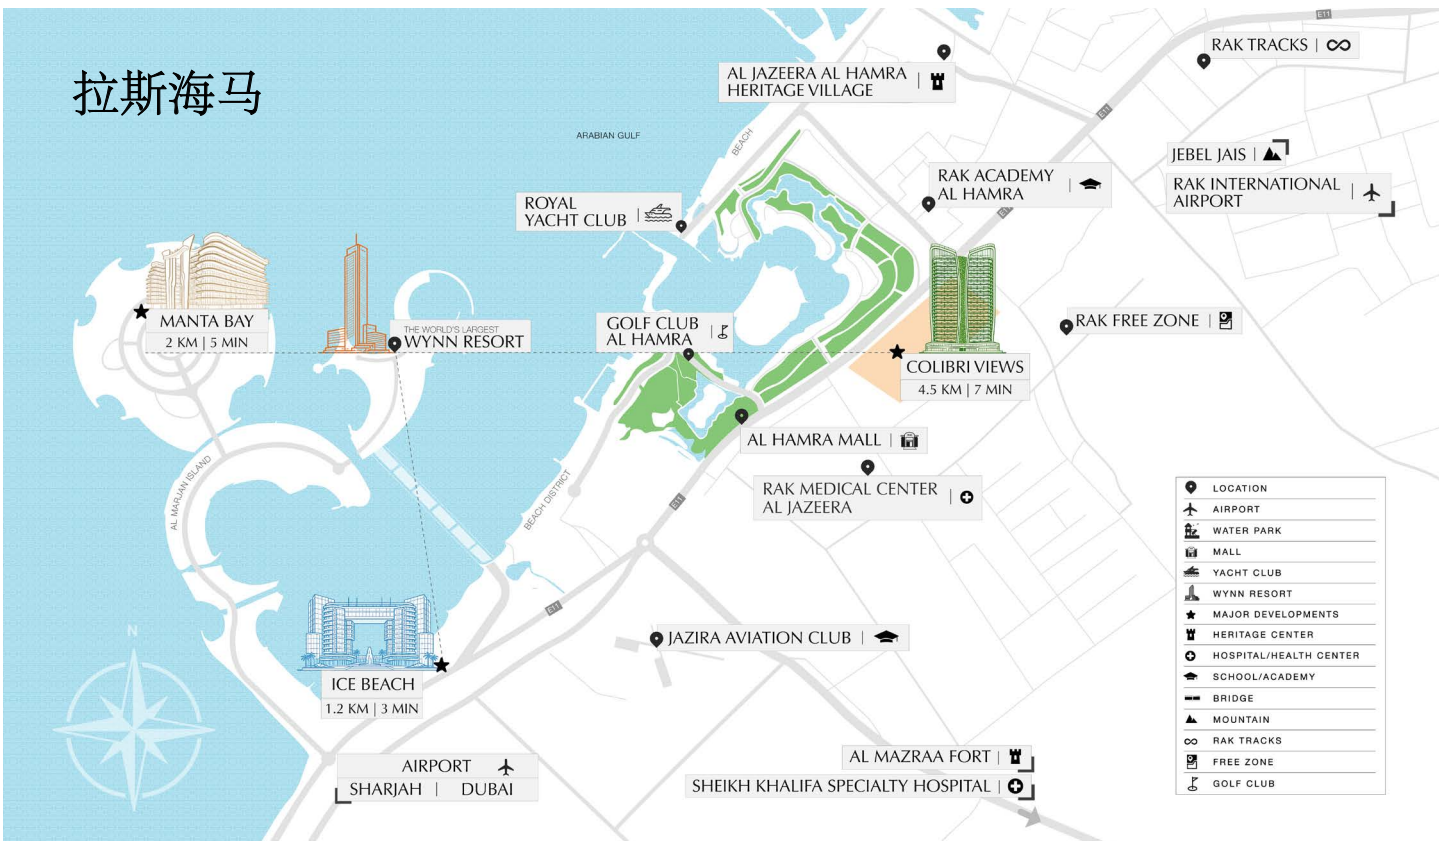 拉斯海马
E11
RAK TRACKS
AL JAZEERA AL HAMRA
HERITAGE VILLAGE
E11
ARABIAN GULF
BEACH
JEBEL JAIS
RAK INTERNATIONAL
AIRPORT
RAK ACADEMY
AL HAMRA
E11
ROYAL
YACHT CLUB
MANTA BAY
2 KM | 5 MIN
THE WORLD'S LARGEST
WYNN RESORT
GOLF CLUB
AL HAMRA
RAK FREE ZONE
COLIBRI VIEWS
4.5 KM | 7 MIN
AL HAMRA MALL
RAK MEDICAL CENTER
AL JAZEERA
AL MARJAN ISLAND
BEACH DISTRICT
E11
E11
JAZIRA AVIATION CLUB
N
ICE BEACH
1.2 KM | 3 MIN
AIRPORT
SHARJAH | DUBAI
AL MAZRAA FORT
SHEIKH KHALIFA SPECIALTY HOSPITAL
LOCATION
AIRPORT
WATER PARK
MALL
YACHT CLUB
WYNN RESORT
MAJOR DEVELOPMENTS
HERITAGE CENTER
HOSPITAL/HEALTH CENTER
SCHOOL/ACADEMY
BRIDGE
MOUNTAIN
RAK TRACKS
FREE ZONE
GOLF CLUB